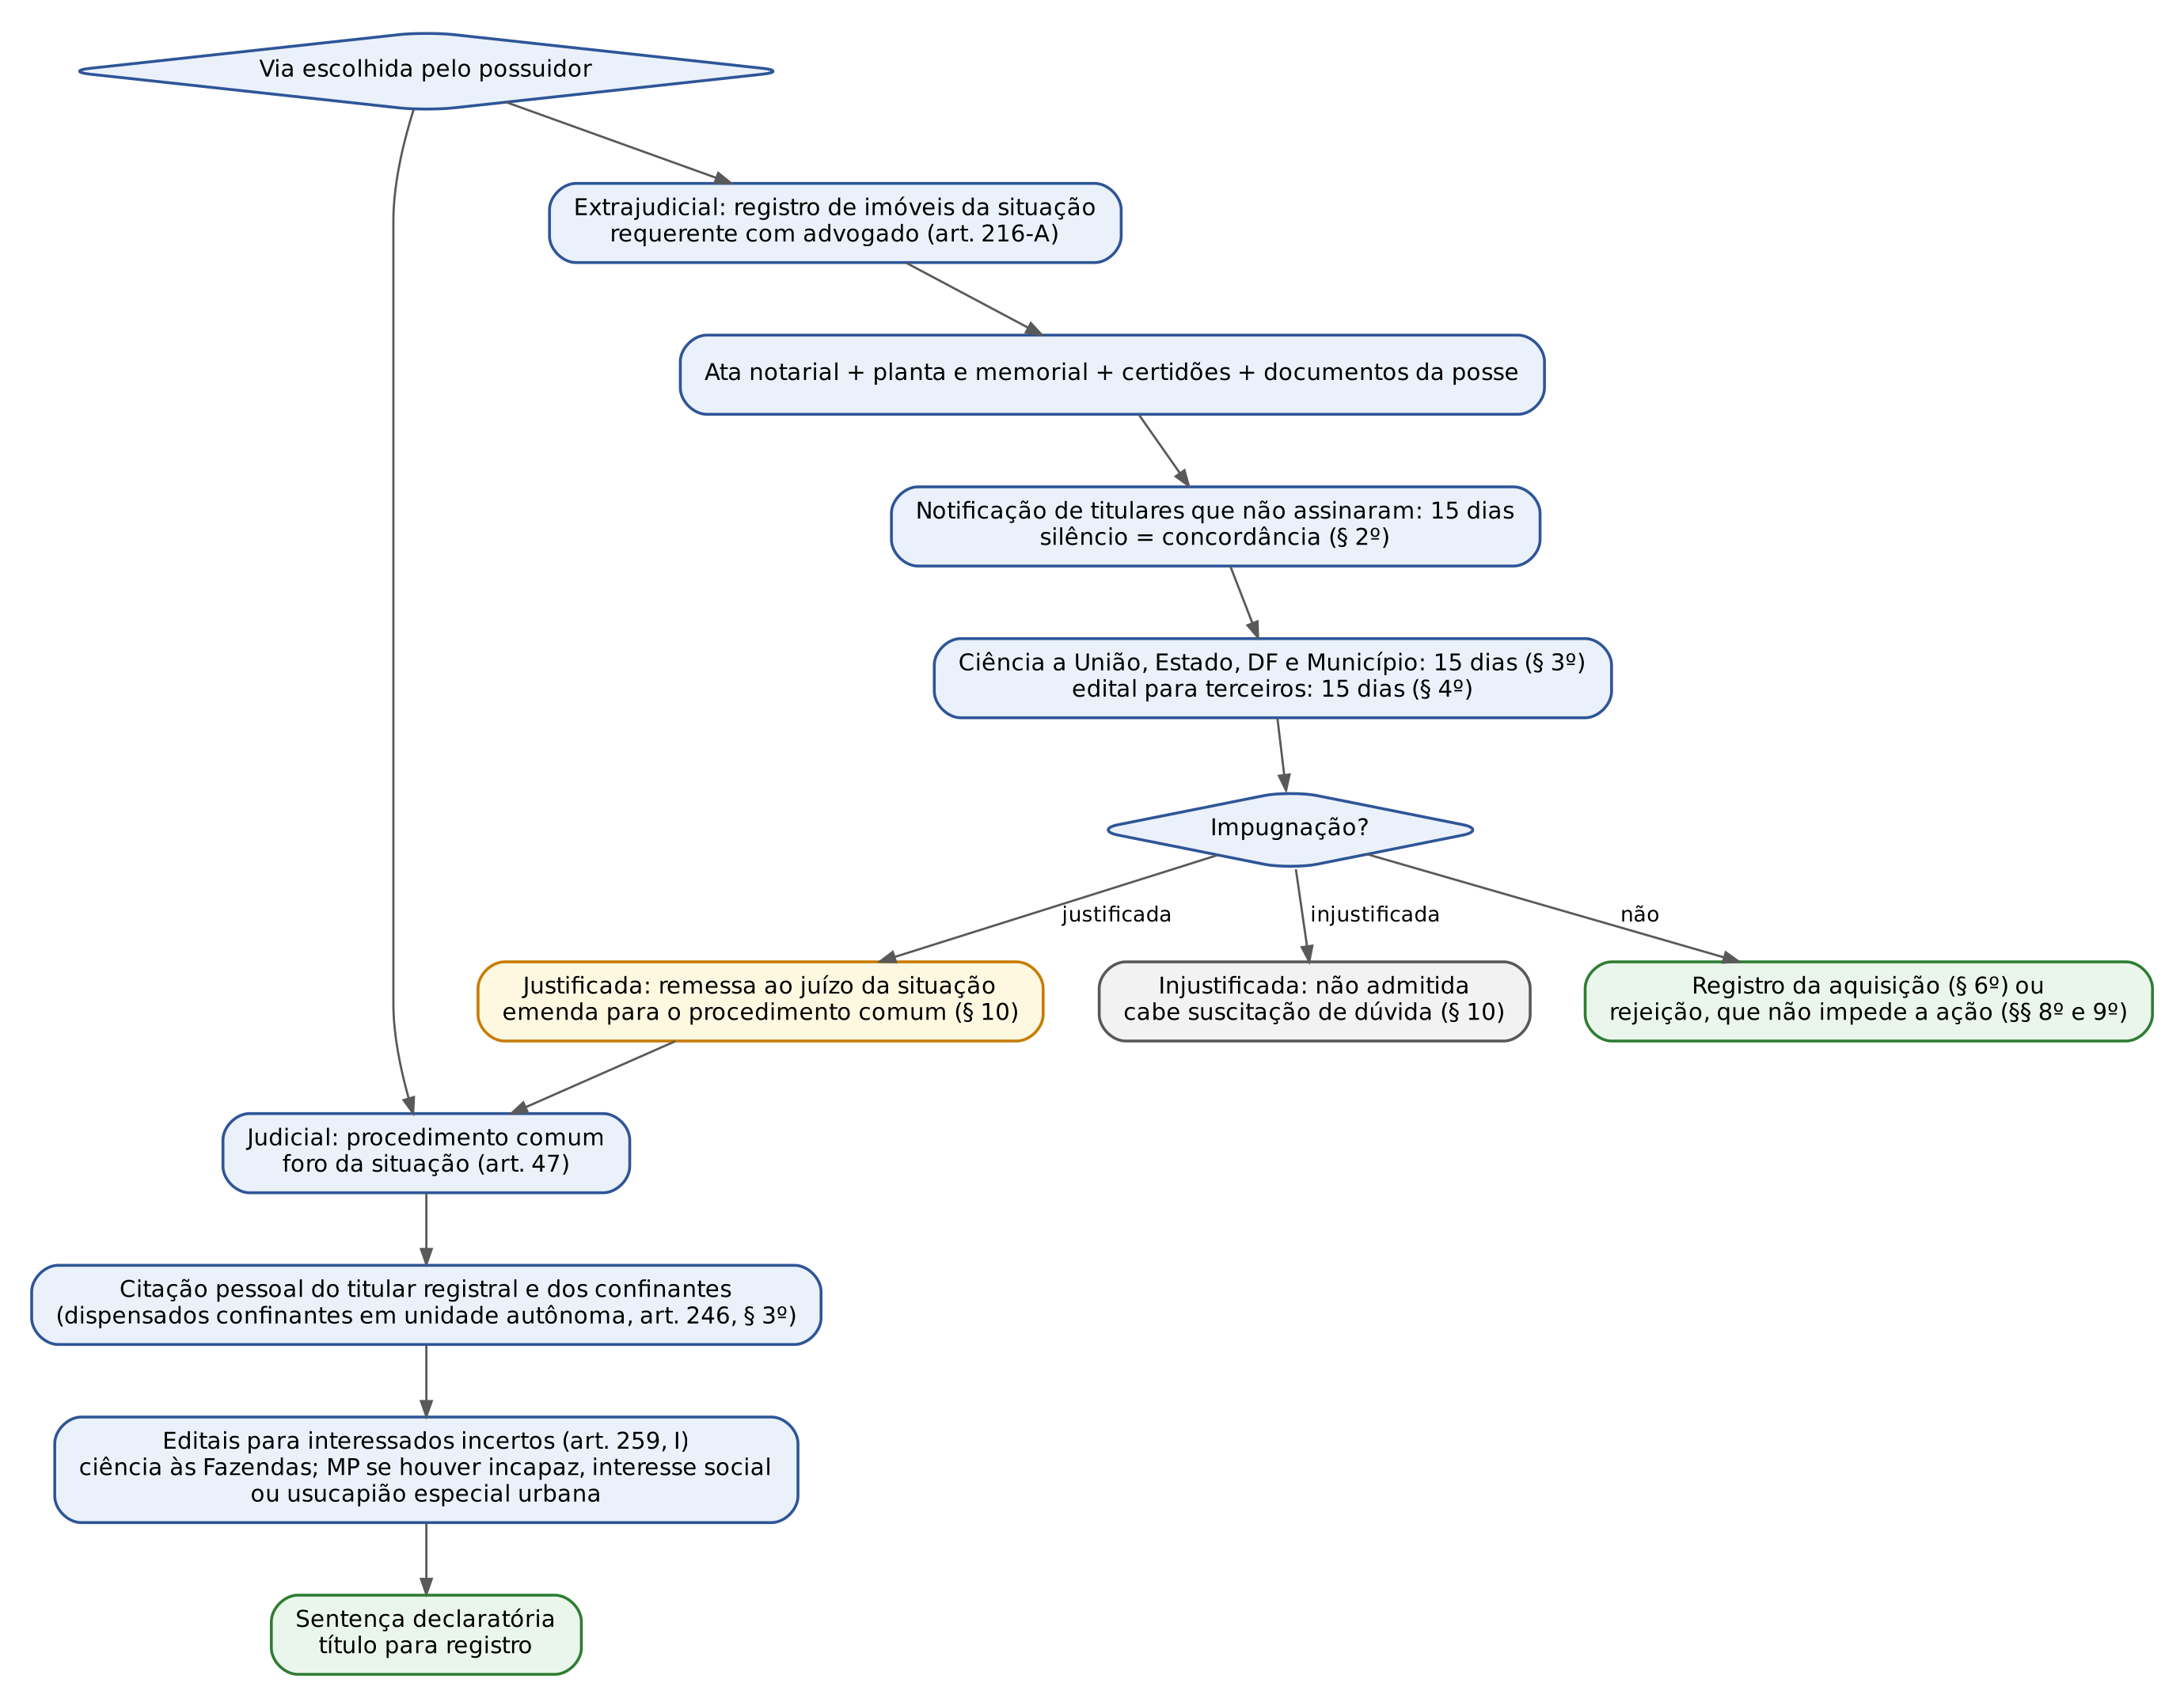 Via escolhida pelo possuidor
Extrajudicial: registro de imóveis da situação
requerente com advogado (art. 216-A)
Ata notarial + planta e memorial + certidões + documentos da posse
Notificação de titulares que não assinaram: 15 dias
silêncio = concordância (§ 2º)
Ciência a União, Estado, DF e Município: 15 dias (§ 3º)
edital para terceiros: 15 dias (§ 4º)
Impugnação?
justificada
injustificada
não
Justificada: remessa ao juízo da situação
emenda para o procedimento comum (§ 10)
Injustificada: não admitida
cabe suscitação de dúvida (§ 10)
Registro da aquisição (§ 6º) ou
rejeição, que não impede a ação (§§ 8º e 9º)
Judicial: procedimento comum
foro da situação (art. 47)
Citação pessoal do titular registral e dos confinantes
(dispensados confinantes em unidade autônoma, art. 246, § 3º)
Editais para interessados incertos (art. 259, I)
ciência às Fazendas; MP se houver incapaz, interesse social
ou usucapião especial urbana
Sentença declaratória
título para registro